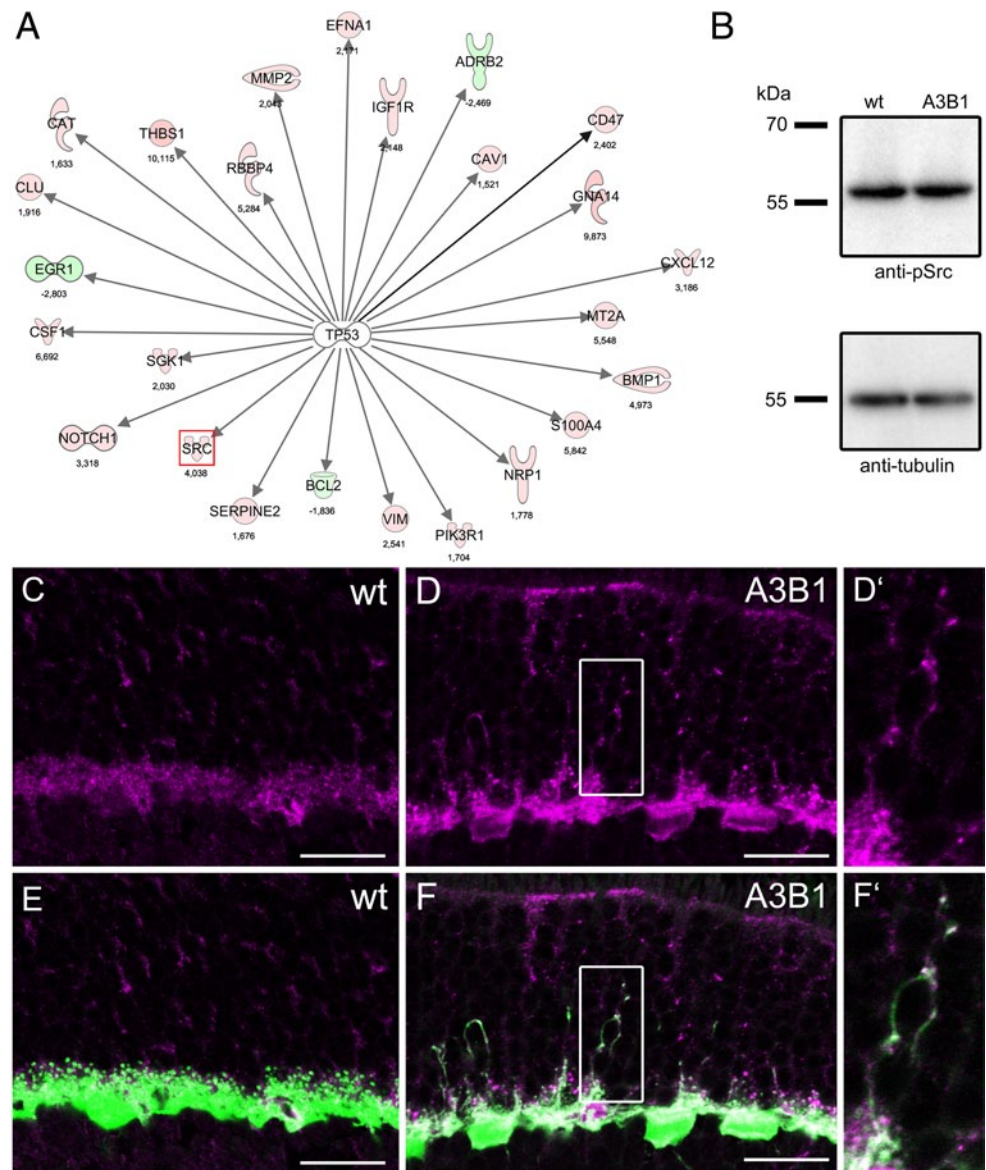 A
B
EFNA1
2,171
ADRB2
-2,469
MMP2
2,043
IGF1R
2,148
CD47
2,402
CAT
1,633
THBS1
10,115
RBBP4
5,284
CAV1
1,521
CLU
1,916
GNA14
9,873
EGR1
-2,803
CXCL12
3,186
CSF1
6,692
TP53
MT2A
5,548
SGK1
2,030
BMP1
4,973
NOTCH1
3,318
SRC
4,038
S100A4
5,842
SERPINE2
1,676
BCL2
-1,836
VIM
2,541
PIK3R1
1,704
NRP1
1,778
kDa
wt
A3B1
70
55
anti-pSrc
55
anti-tubulin
C
wt
D
A3B1
D‘
E
wt
F
A3B1
F‘